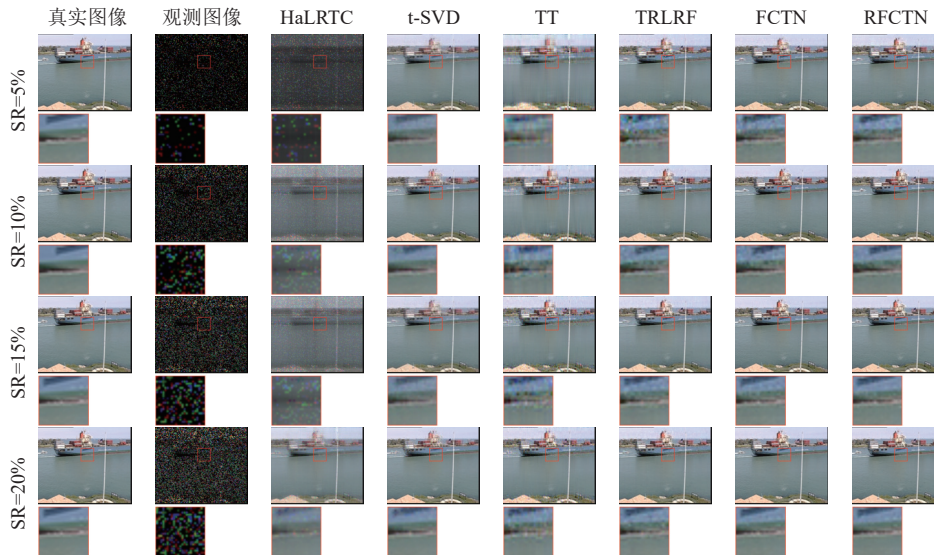 真实图像 观测图像 HaLRTC t-SVD TT TRLRF FCTN RFCTN
SR=5%
SR=10%
SR=15%
SR=20%